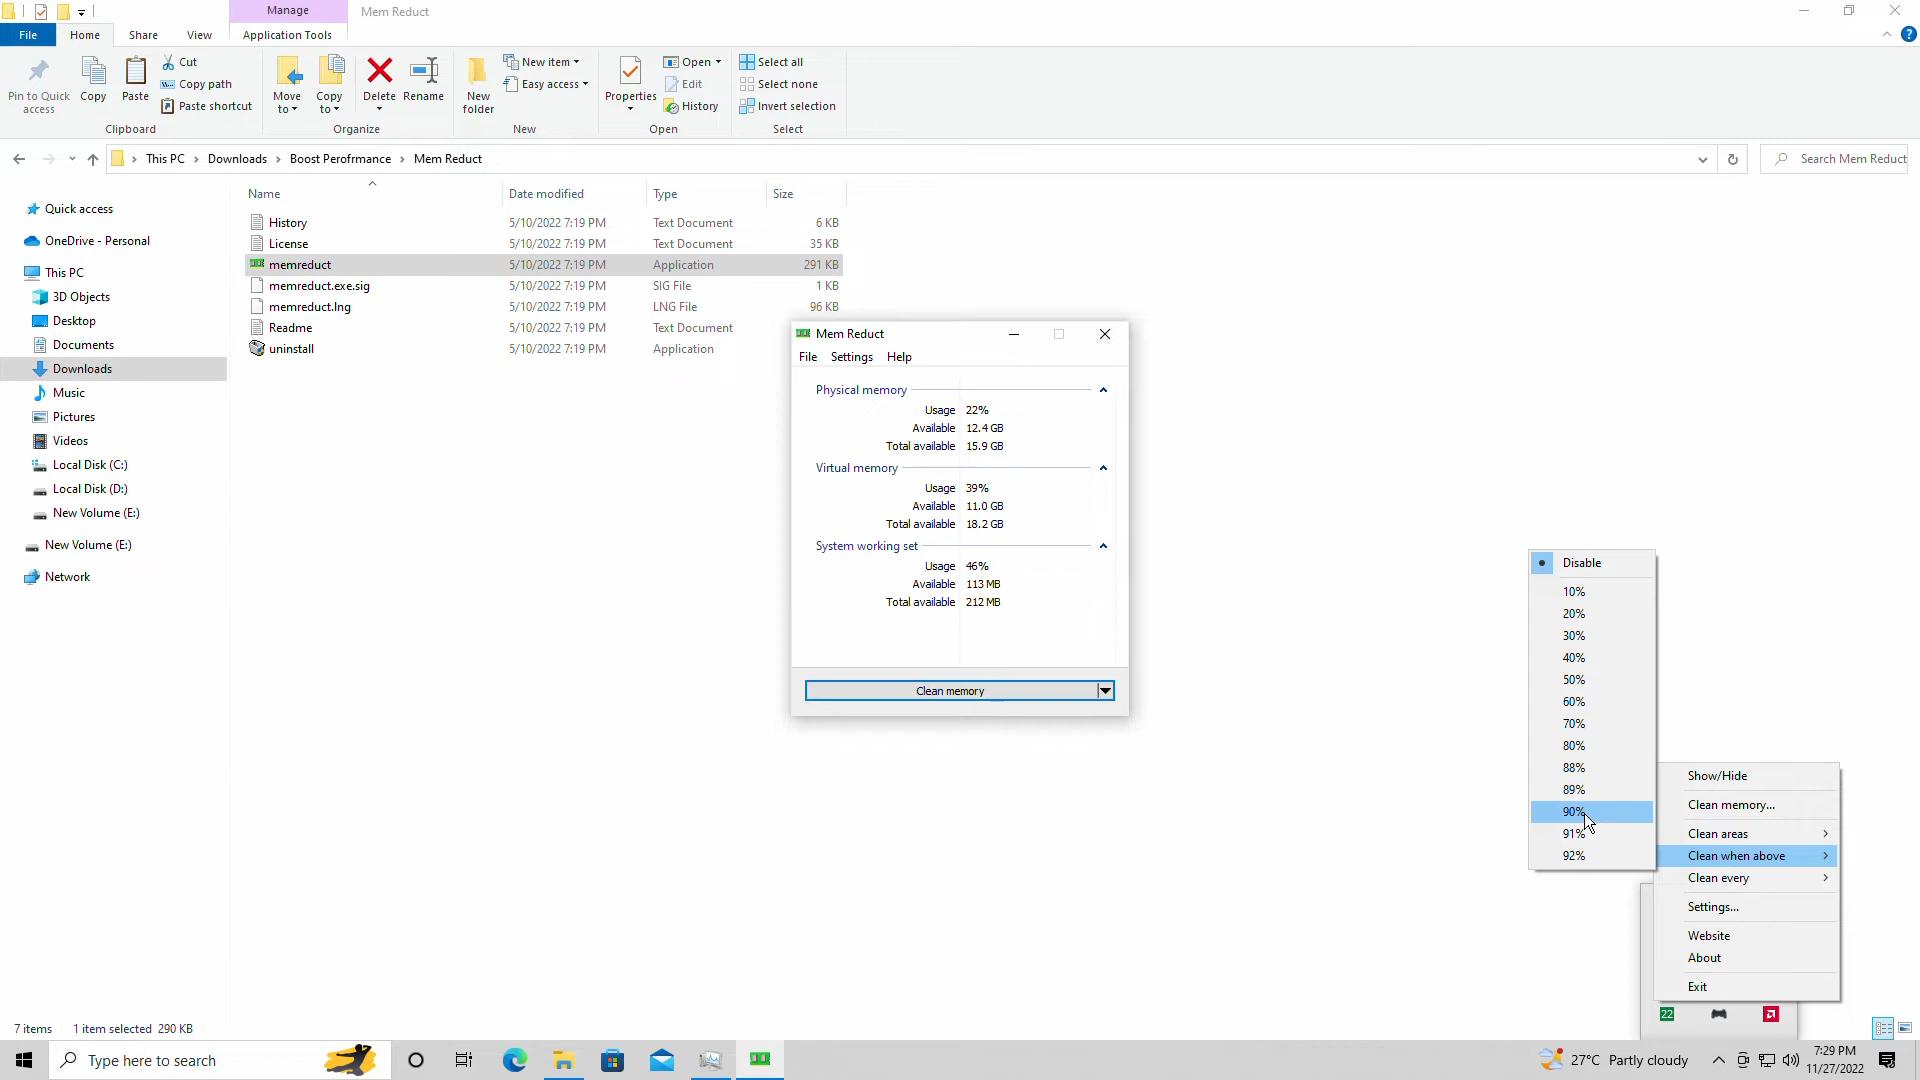 Manage
Mem Reduct
File
Home
Share
View
Application Tools
Pin to Quick access
Copy
Paste
Cut
Copy path
Paste shortcut
Clipboard
Move to
Copy to
Delete
Rename
Organize
New folder
New item
Easy access
New
Properties
Open
Edit
History
Open
Select all
Select none
Invert selection
Select
This PC
Downloads
Boost Perofrmance
Mem Reduct
Search Mem Reduct
Quick access
OneDrive - Personal
This PC
3D Objects
Desktop
Documents
Downloads
Music
Pictures
Videos
Local Disk (C:)
Local Disk (D:)
New Volume (E:)
New Volume (E:)
Network
Name Date modified Type Size
History 5/10/2022 7:19 PM Text Document 6 KB
License 5/10/2022 7:19 PM Text Document 35 KB
memreduct 5/10/2022 7:19 PM Application 291 KB
memreduct.exe.sig 5/10/2022 7:19 PM SIG File 1 KB
memreduct.lng 5/10/2022 7:19 PM LNG File 96 KB
Readme 5/10/2022 7:19 PM Text Document
uninstall 5/10/2022 7:19 PM Application
Mem Reduct
File Settings Help
Physical memory
Usage 22%
Available 12.4 GB
Total available 15.9 GB
Virtual memory
Usage 39%
Available 11.0 GB
Total available 18.2 GB
System working set
Usage 46%
Available 113 MB
Total available 212 MB
Clean memory
Disable
10%
20%
30%
40%
50%
60%
70%
80%
88%
89%
90%
91%
92%
Show/Hide
Clean memory...
Clean areas
Clean when above
Clean every
Settings...
Website
About
Exit
22
7 items 1 item selected 290 KB
Type here to search
27°C Partly cloudy
7:29 PM
11/27/2022